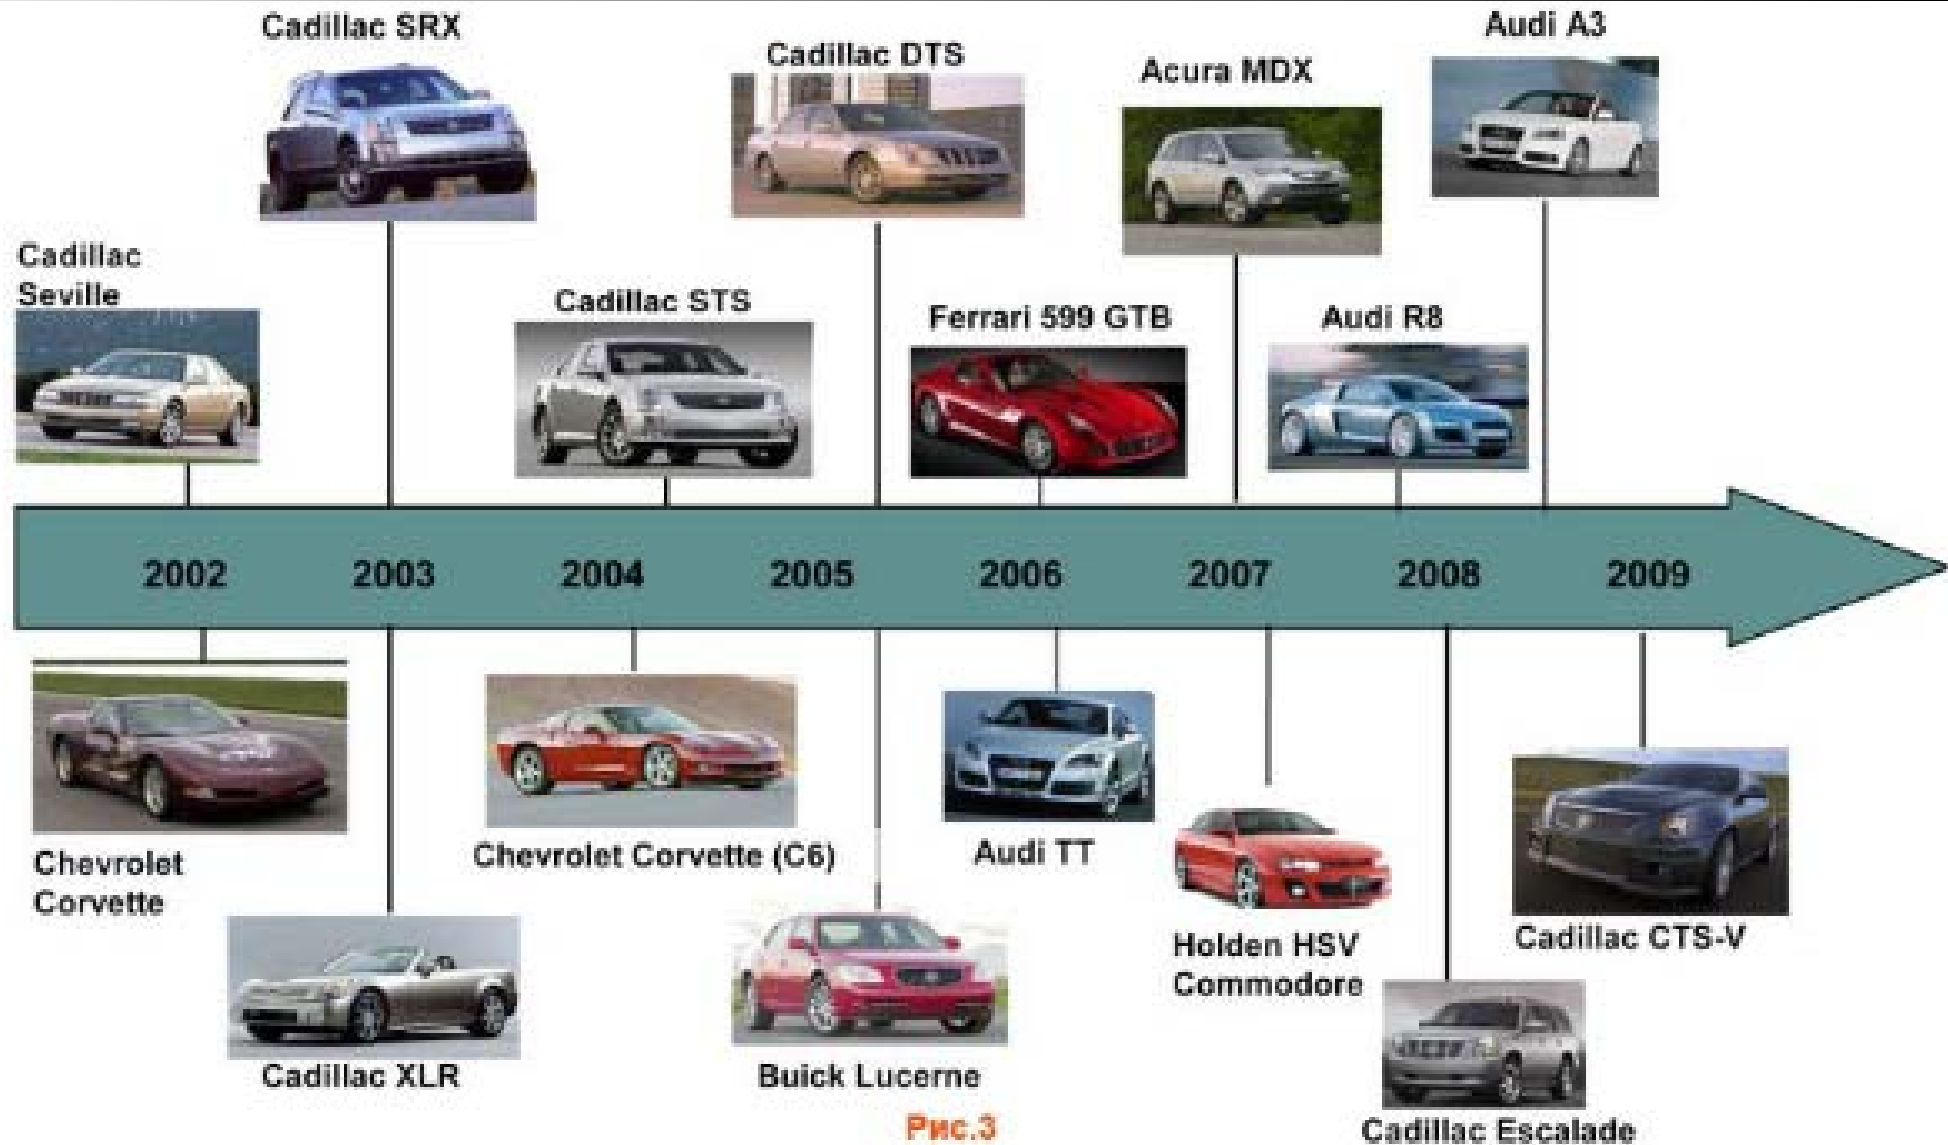 Cadillac SRX
Cadillac DTS
Acura MDX
Audi A3
Cadillac
Seville
Cadillac STS
Ferrari 599 GTB
Audi R8
2002 2003 2004 2005 2006 2007 2008 2009
Chevrolet
Corvette
Cadillac XLR
Chevrolet Corvette (C6)
Buick Lucerne
Audi TT
Holden HSV
Commodore
Cadillac Escalade
Cadillac CTS-V
Рис.3